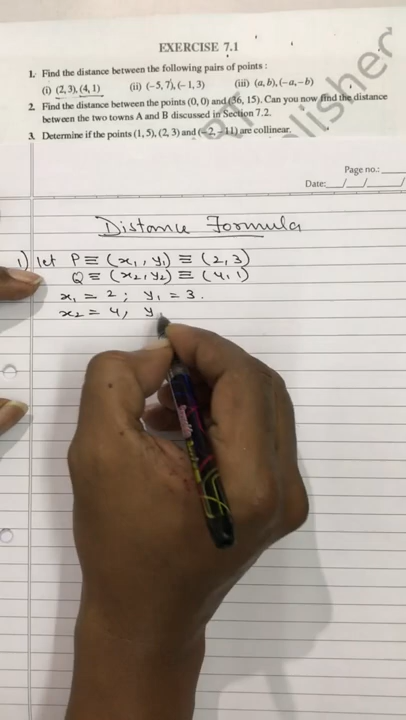 EXERCISE 7.1
1. Find the distance between the following pairs of points :
(i) (2, 3), (4, 1) (ii) (–5, 7), (–1, 3) (iii) (a, b), (–a, –b)
2. Find the distance between the points (0, 0) and (36, 15). Can you now find the distance
between the two towns A and B discussed in Section 7.2.
3. Determine if the points (1, 5), (2, 3) and (–2, –11) are collinear.
Page no.: ____
Date:___/___/___
Distance Formula
1) let P ≡ (x₁, y₁) ≡ (2, 3)
Q ≡ (x₂, y₂) ≡ (4, 1)
x₁ = 2 ; y₁ = 3.
x₂ = 4, y